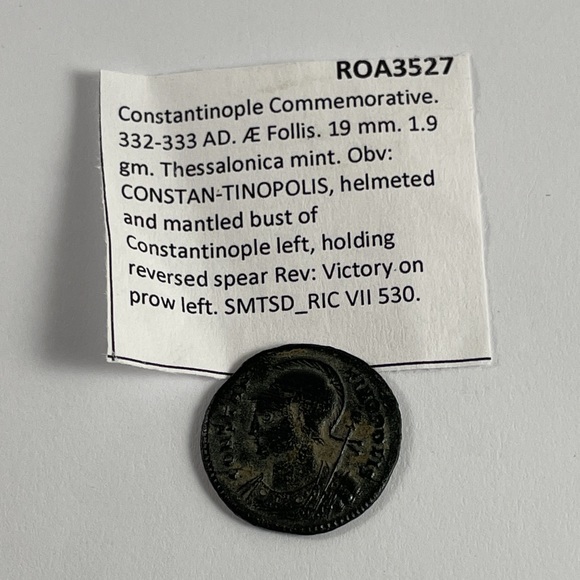 ROA3527
Constantinople Commemorative.
332-333 AD. Æ Follis. 19 mm. 1.9
gm. Thessalonica mint. Obv:
CONSTAN-TINOPOLIS, helmeted
and mantled bust of
Constantinople left, holding
reversed spear Rev: Victory on
prow left. SMTSD_RIC VII 530.